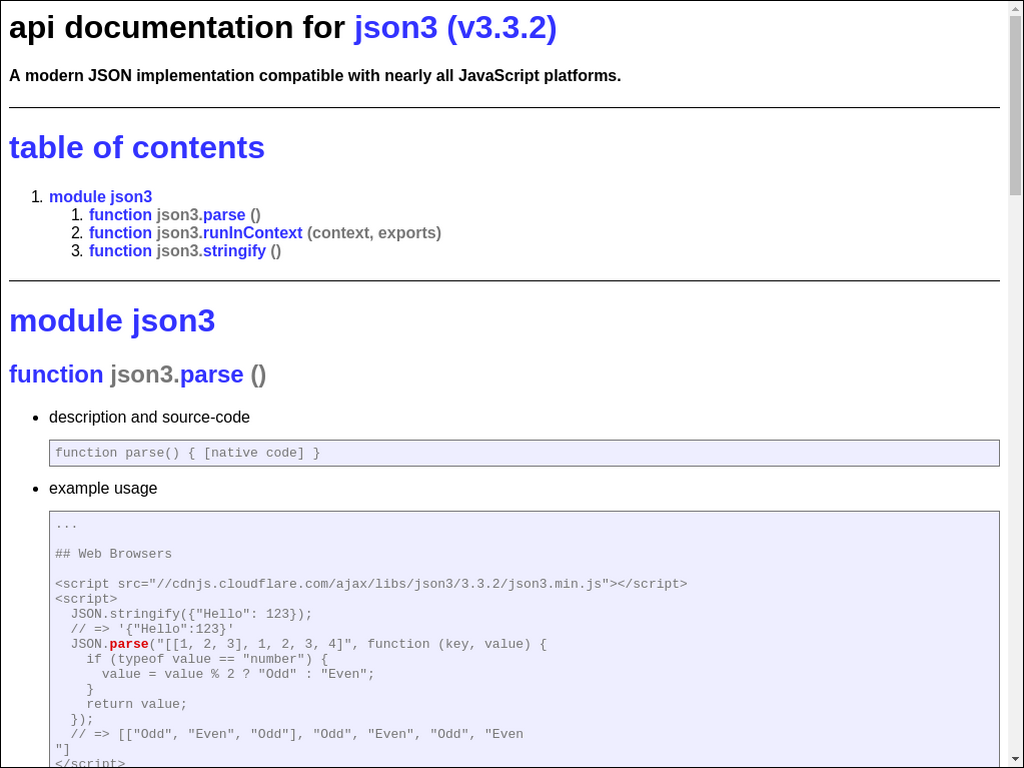 api documentation for json3 (v3.3.2)
A modern JSON implementation compatible with nearly all JavaScript platforms.
table of contents
1. module json3
1. function json3.parse ()
2. function json3.runInContext (context, exports)
3. function json3.stringify ()
module json3
function json3.parse ()
• description and source-code
function parse() { [native code] }
• example usage
...
## Web Browsers
<script src="//cdnjs.cloudflare.com/ajax/libs/json3/3.3.2/json3.min.js"></script>
<script>
  JSON.stringify({"Hello": 123});
  // => '{"Hello":123}'
  JSON.parse("[[1, 2, 3], 1, 2, 3, 4]", function (key, value) {
    if (typeof value == "number") {
      value = value % 2 ? "Odd" : "Even";
    }
    return value;
  });
  // => [["Odd", "Even", "Odd"], "Odd", "Even", "Odd", "Even
"]
</script>